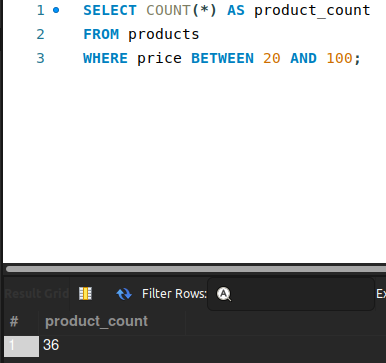 1 SELECT COUNT(*) AS product_count
2 FROM products
3 WHERE price BETWEEN 20 AND 100;
Result Grid Filter Rows: A Ex
# product_count
1 36